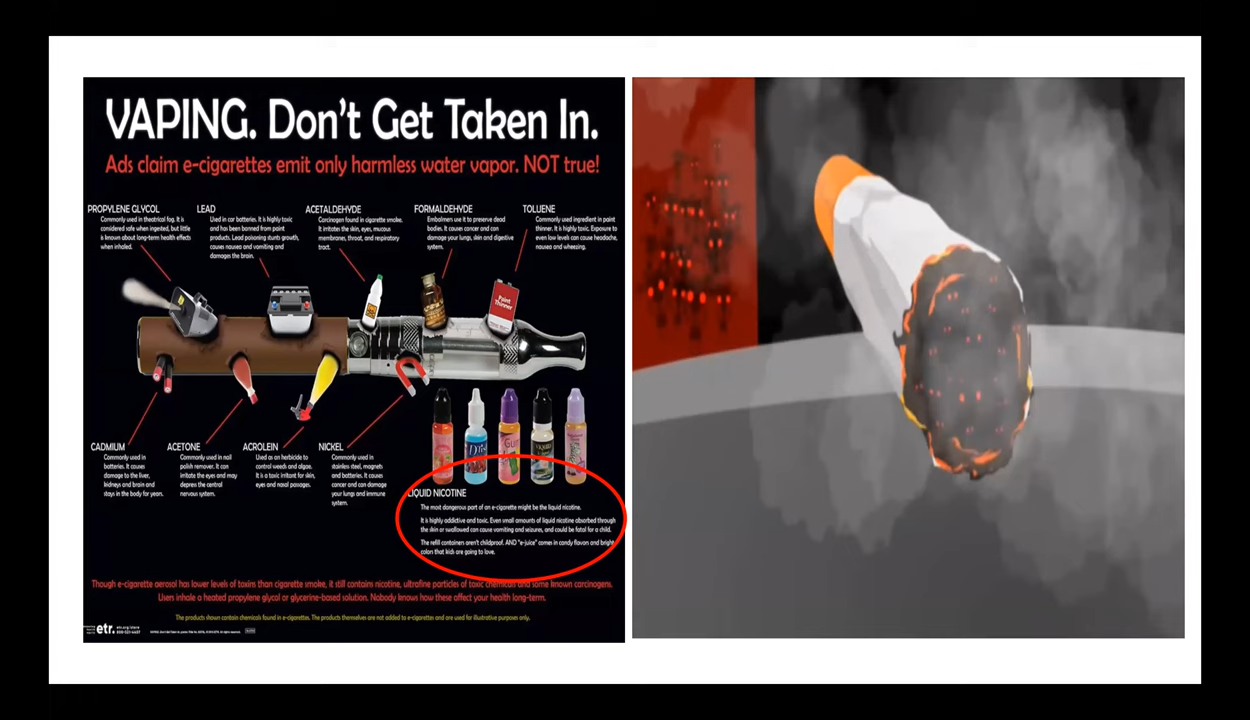 VAPING. Don't Get Taken In.
Ads claim e-cigarettes emit only harmless water vapor. NOT true!
PROPYLENE GLYCOL
Commonly used in theatrical fog. It is
considered safe when ingested, but little
is known about long-term health effects
when inhaled.
LEAD
Used in car batteries. It is highly toxic
and has been banned from paint
products. Lead poisoning stunts growth,
causes nausea and vomiting and
damages the brain.
ACETALDEHYDE
Carcinogen found in cigarette smoke.
It irritates the skin, eyes, mucous
membranes, throat, and respiratory
tract.
FORMALDEHYDE
Embalmers use it to preserve dead
bodies. It causes cancer and can
damage your lungs, skin and digestive
system.
TOLUENE
Commonly used ingredient in paint
thinner. It is highly toxic. Exposure to
even low levels can cause headache,
nausea and wheezing.
Paint
Thinner
CADMIUM
Commonly used in
batteries. It causes
damage to the liver,
kidneys and brain and
stays in the body for years.
ACETONE
Commonly used in nail
polish remover. It can
irritate the eyes and may
depress the central
nervous system.
ACROLEIN
Used as an herbicide to
control weeds and algae.
It is a toxic irritant for skin,
eyes and nasal passages.
NICKEL
Commonly used in
stainless steel, magnets
and batteries. It causes
cancer and can damage
your lungs and immune
system.
LIQUID NICOTINE
The most dangerous part of an e-cigarette might be the liquid nicotine.
It is highly addictive and toxic. Even small amounts of liquid nicotine absorbed through
the skin or swallowed can cause vomiting and seizures, and could be fatal for a child.
The refill containers aren't childproof. AND "e-juice" comes in candy flavors and bright
colors that kids are going to love.
Though e-cigarette aerosol has lower levels of toxins than cigarette smoke, it still contains nicotine, ultrafine particles of toxic chemicals and some known carcinogens.
Users inhale a heated propylene glycol or glycerine-based solution. Nobody knows how these affect your health long-term.
The products shown contain chemicals found in e-cigarettes. The products themselves are not added to e-cigarettes and are used for illustrative purposes only.
etr.